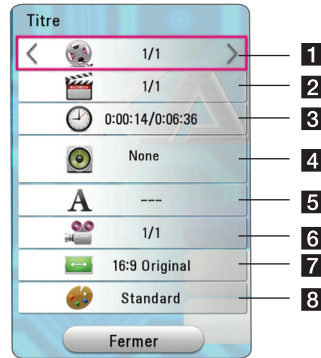 Titre
1/1 1
1/1 2
0:00:14/0:06:36 3
None 4
A --- 5
1/1 6
16:9 Original 7
Standard 8
Fermer